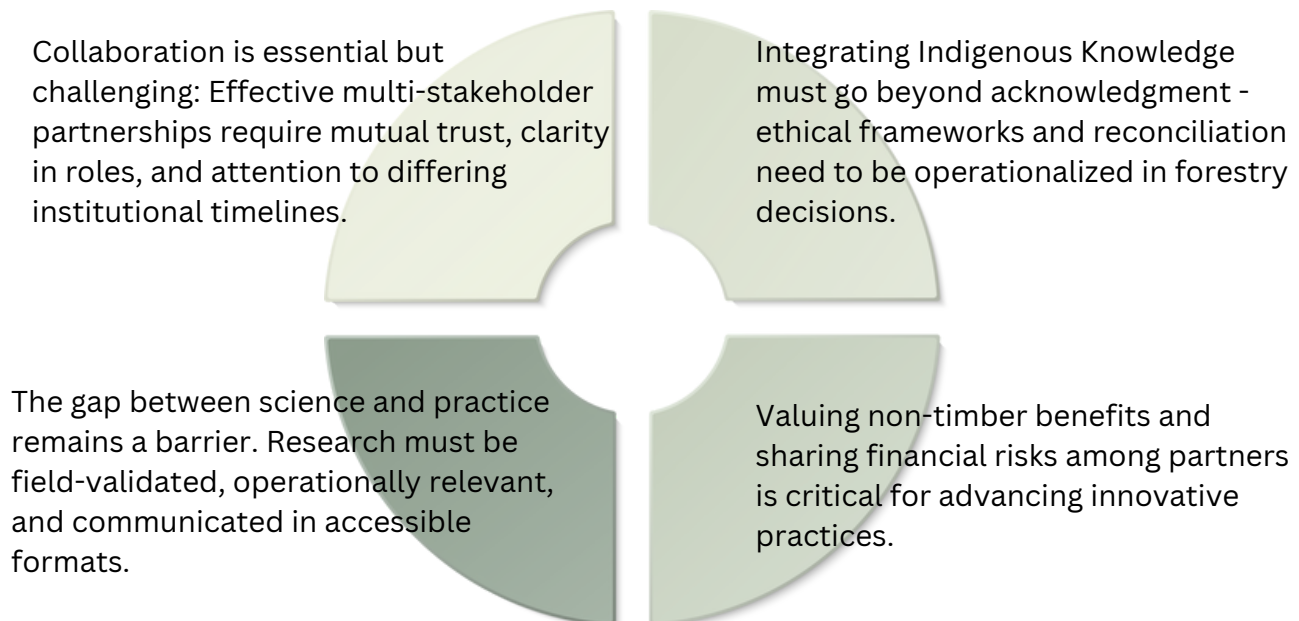 Collaboration is essential but
challenging: Effective multi-stakeholder
partnerships require mutual trust, clarity
in roles, and attention to differing
institutional timelines.
Integrating Indigenous Knowledge
must go beyond acknowledgment -
ethical frameworks and reconciliation
need to be operationalized in forestry
decisions.
The gap between science and practice
remains a barrier. Research must be
field-validated, operationally relevant,
and communicated in accessible
formats.
Valuing non-timber benefits and
sharing financial risks among partners
is critical for advancing innovative
practices.